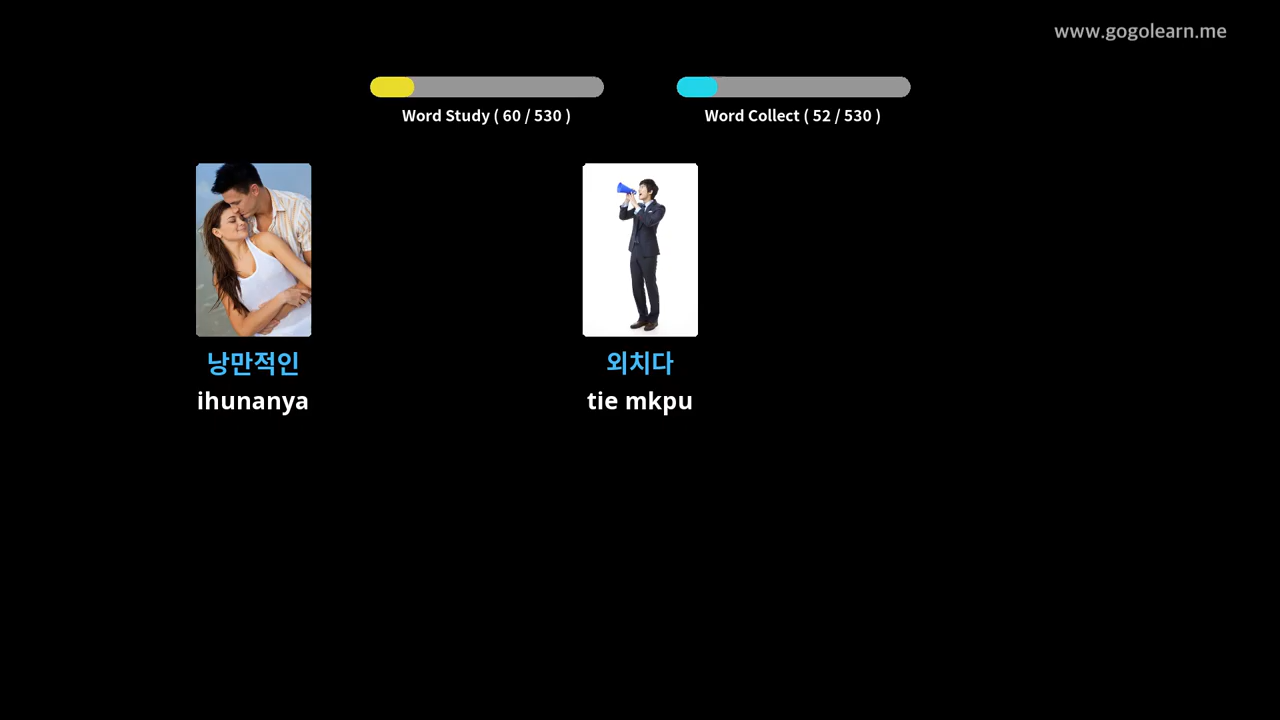 www.gogolearn.me
Word Study ( 60 / 530 )
Word Collect ( 52 / 530 )
낭만적인
ihunanya
외치다
tie mkpu